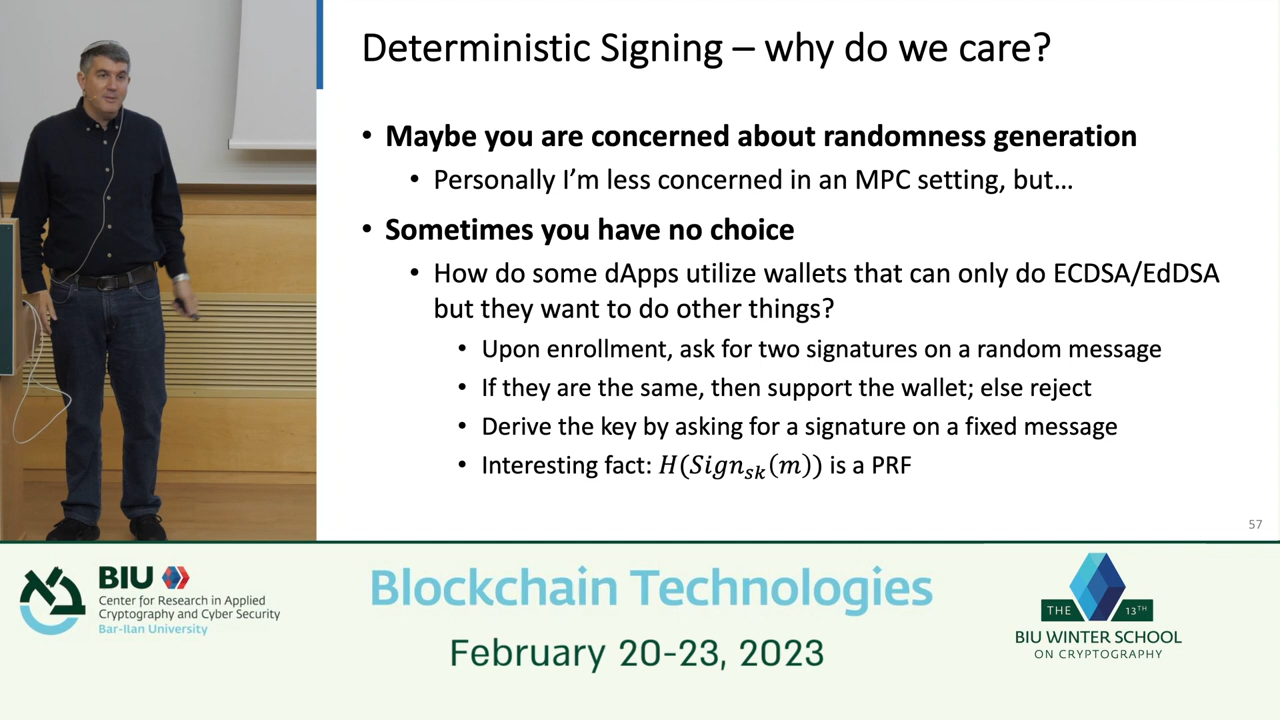 Deterministic Signing – why do we care?
• Maybe you are concerned about randomness generation
• Personally I'm less concerned in an MPC setting, but…
• Sometimes you have no choice
• How do some dApps utilize wallets that can only do ECDSA/EdDSA
but they want to do other things?
• Upon enrollment, ask for two signatures on a random message
• If they are the same, then support the wallet; else reject
• Derive the key by asking for a signature on a fixed message
• Interesting fact: H(Sign_sk(m)) is a PRF
57
BIU
Center for Research in Applied
Cryptography and Cyber Security
Bar-Ilan University
Blockchain Technologies
February 20-23, 2023
THE 13TH
BIU WINTER SCHOOL
ON CRYPTOGRAPHY